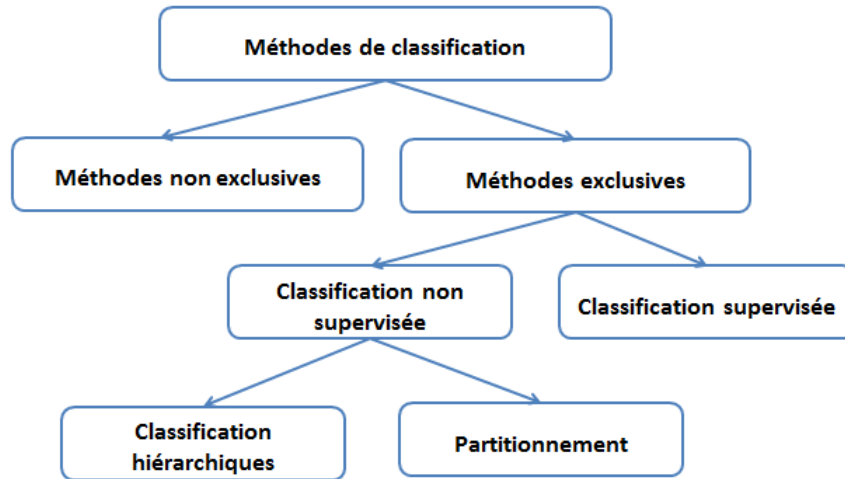 Méthodes de classification
Méthodes non exclusives
Méthodes exclusives
Classification non
supervisée
Classification supervisée
Classification
hiérarchiques
Partitionnement